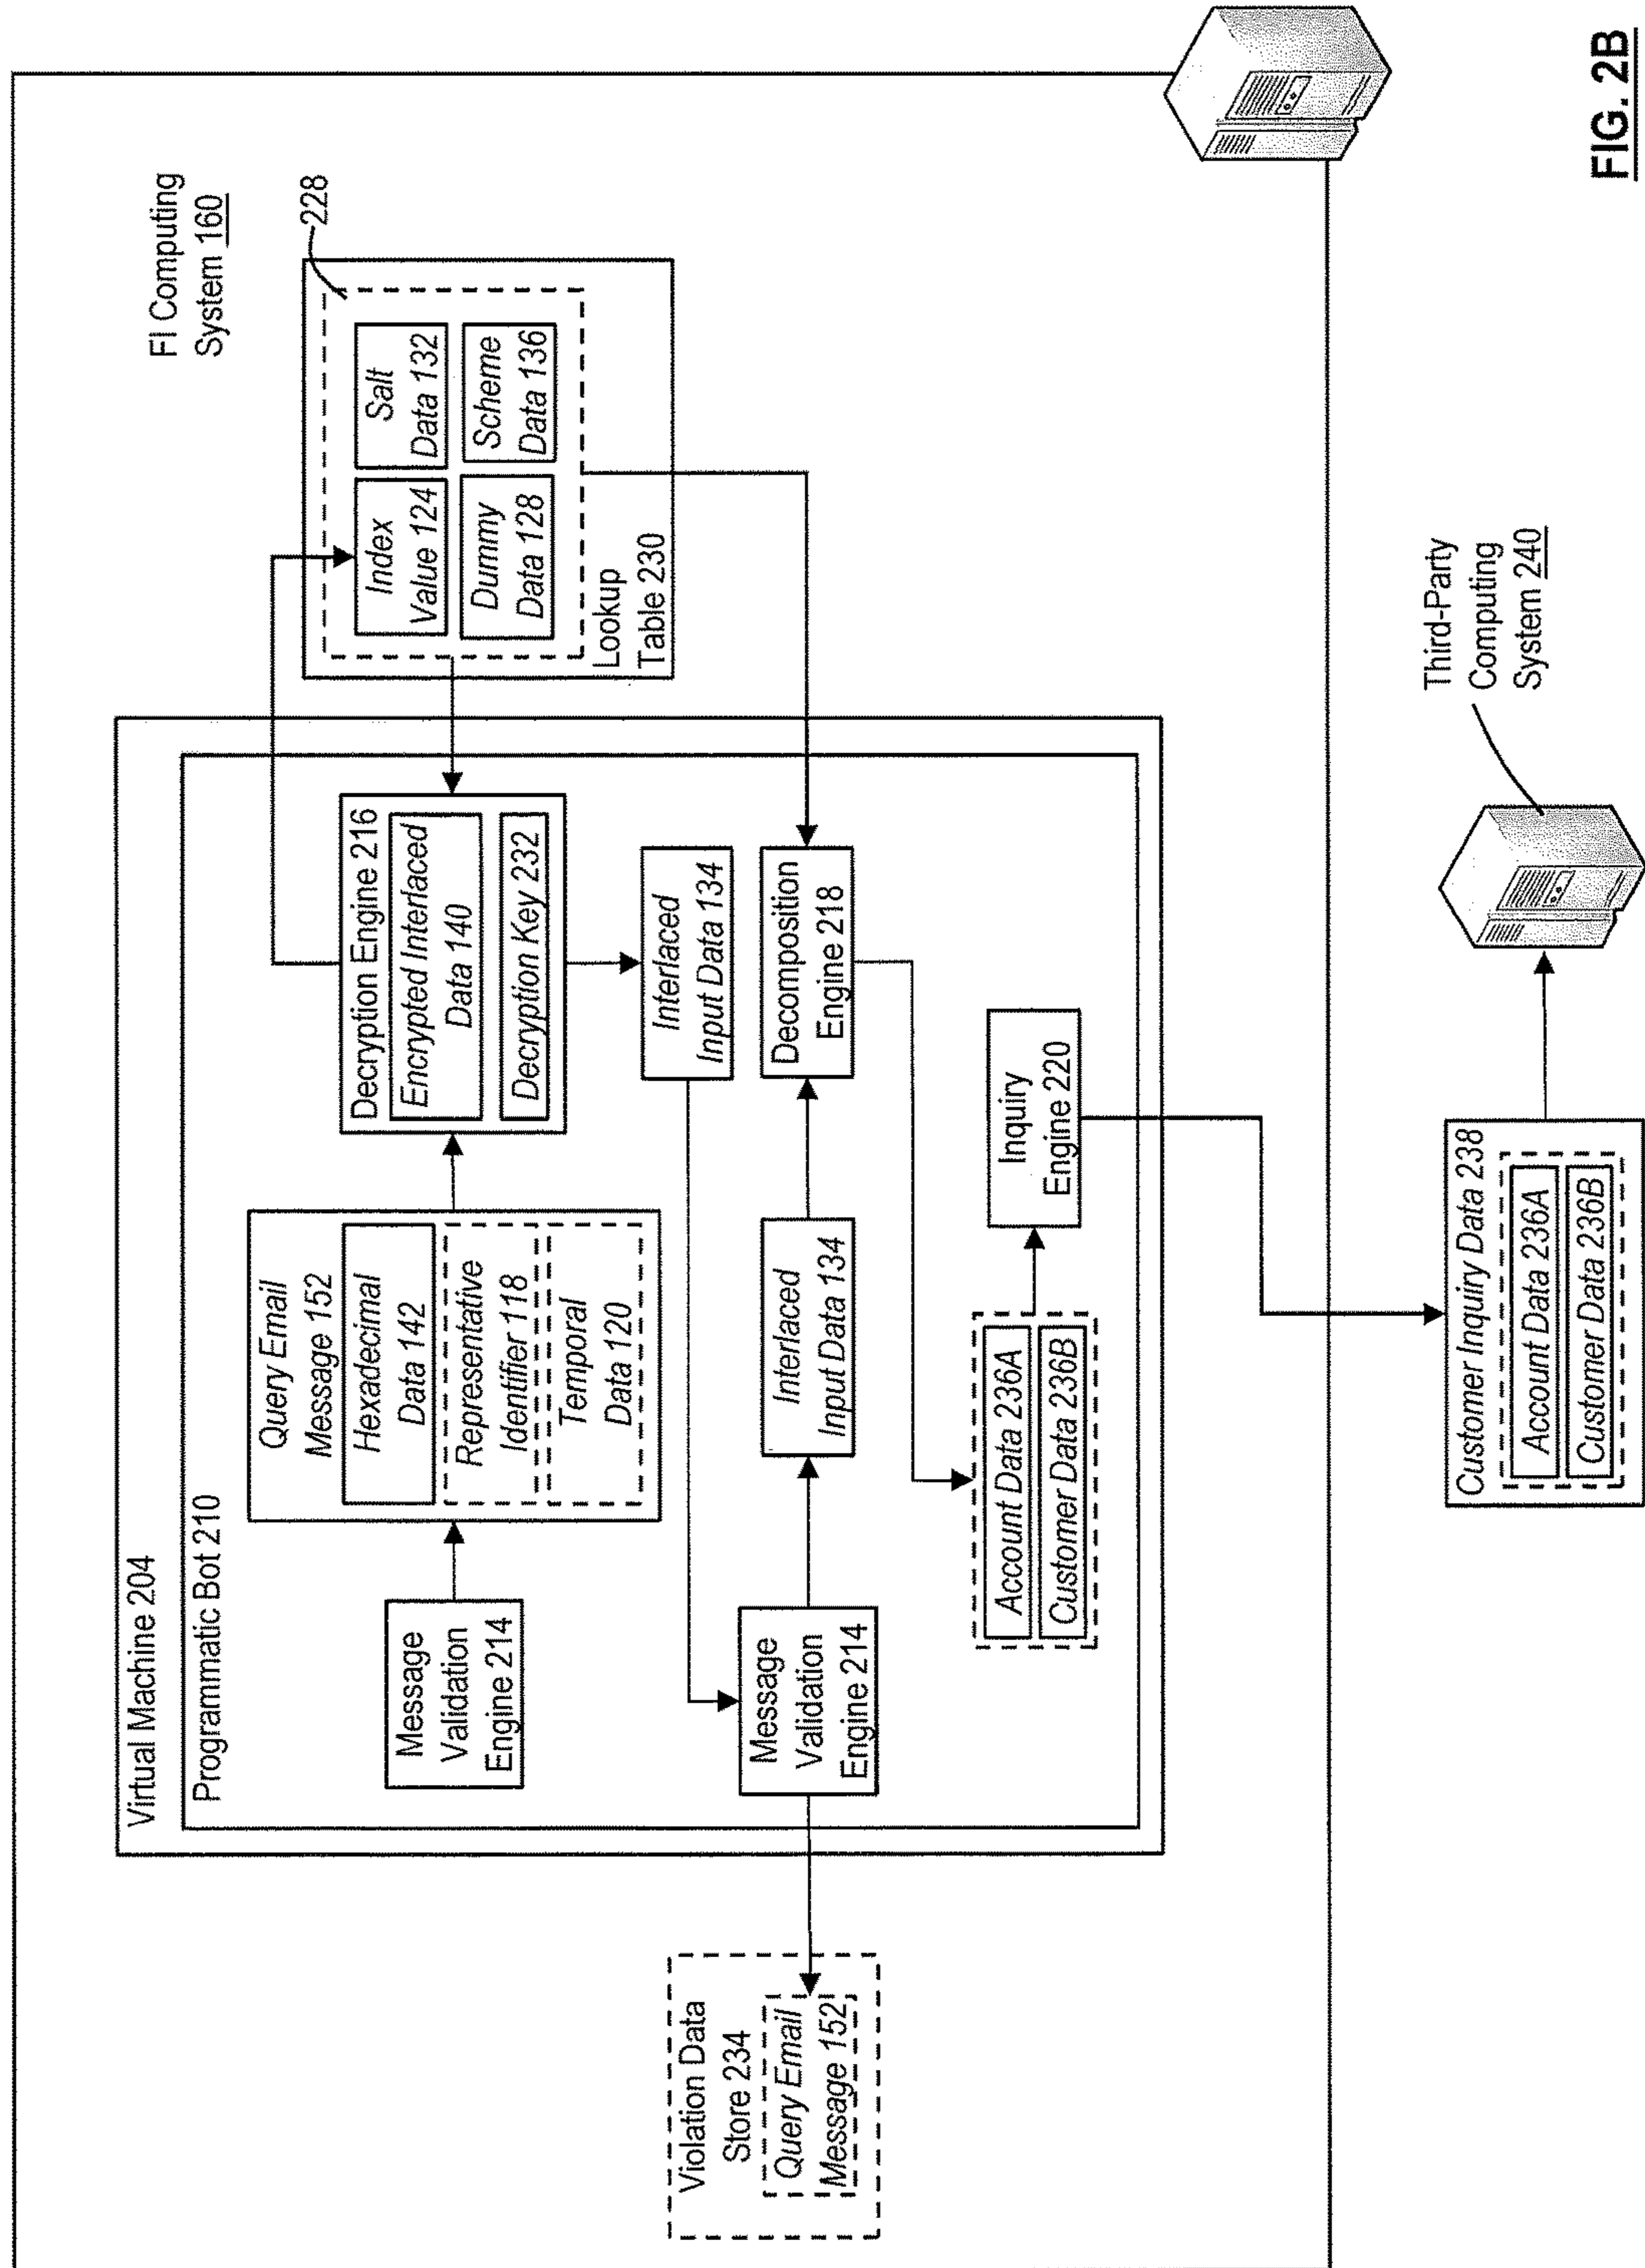 FI Computing
System 160
228
Virtual Machine 204
Programmatic Bot 210
Message
Validation
Engine 214
Query Email
Message 152
Hexadecimal
Data 142
Representative
Identifier 118
Temporal
Data 120
Decryption Engine 216
Encrypted Interlaced
Data 140
Decryption Key 232
Index
Value 124
Salt
Data 132
Dummy
Data 128
Scheme
Data 136
Lookup
Table 230
Interlaced
Input Data 134
Violation Data
Store 234
Query Email
Message 152
Message
Validation
Engine 214
Interlaced
Input Data 134
Decomposition
Engine 218
Account Data 236A
Customer Data 236B
Inquiry
Engine 220
Third-Party
Computing
System 240
Customer Inquiry Data 238
Account Data 236A
Customer Data 236B
FIG. 2B